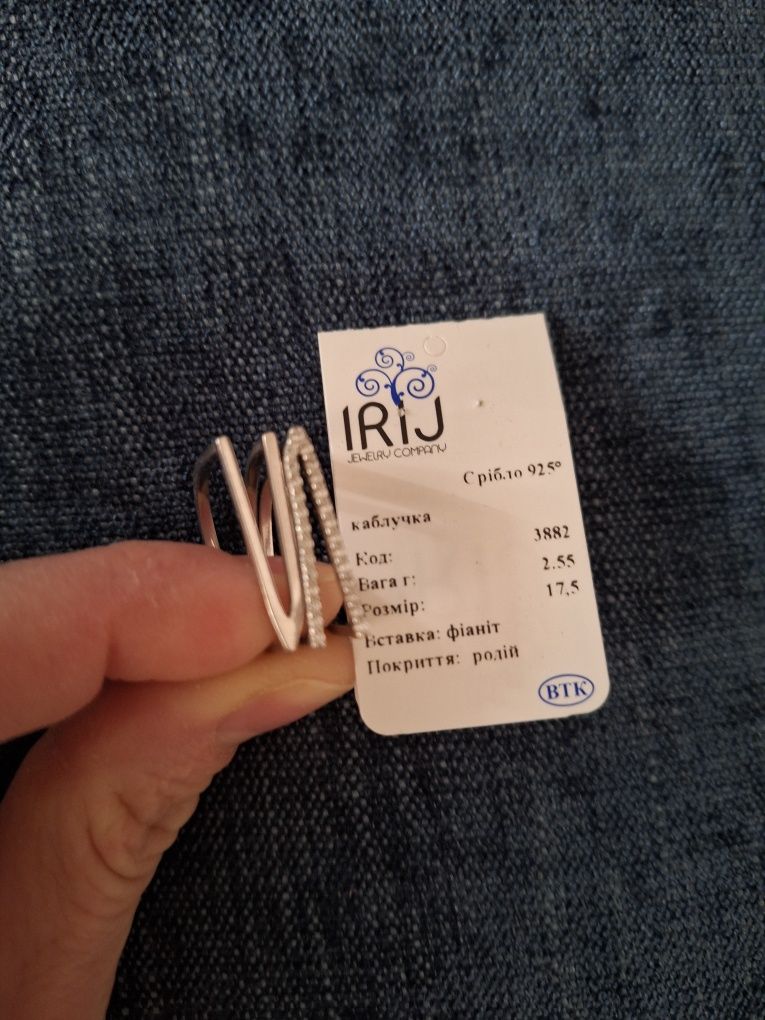 IRIJ
JEWELRY COMPANY
Срібло 925°
каблучка
Код: 3882
Вага г: 2.55
Розмір: 17,5
Вставка: фіаніт
Покриття: родій
ВТК